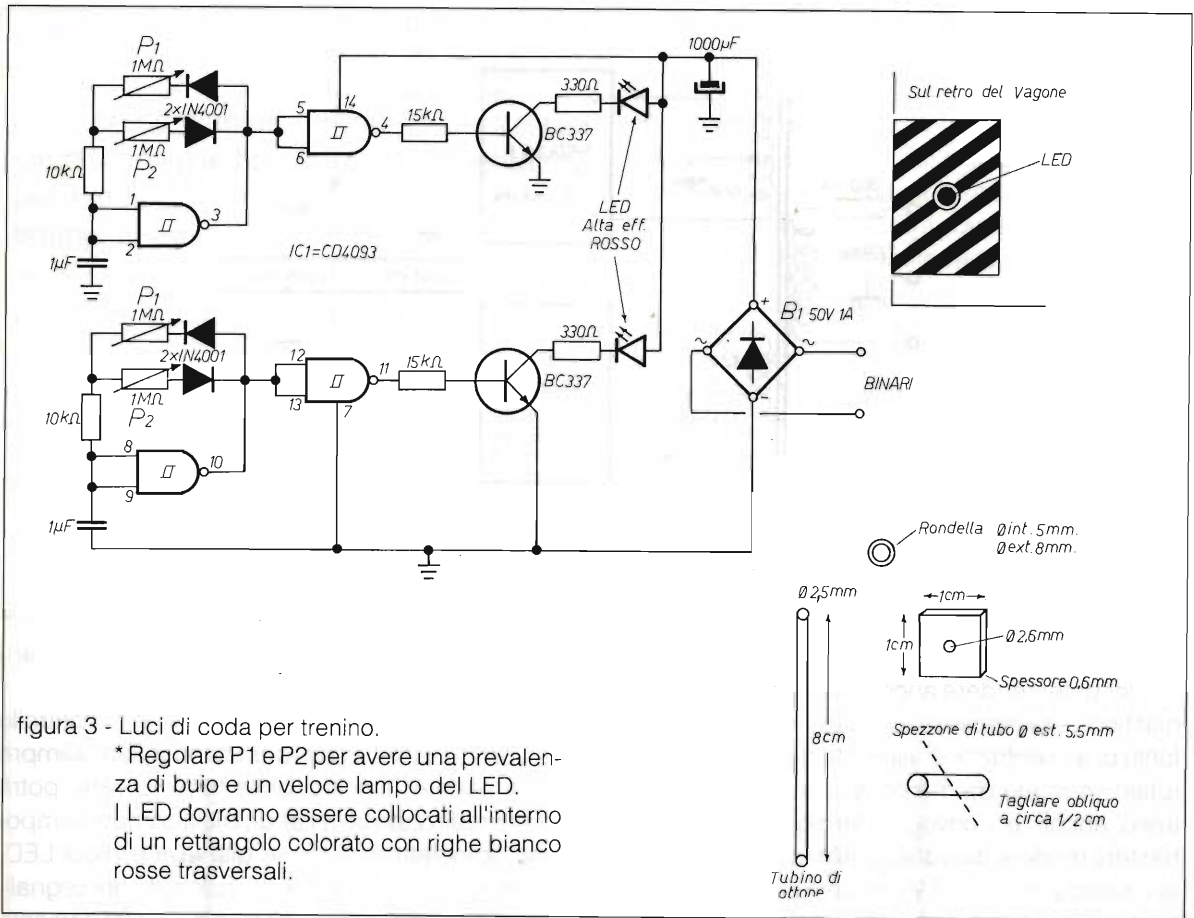 P1
1MΩ
2×IN4001
1MΩ
P2
10kΩ
1
2
3
1µF
5
6
14
4
15kΩ
BC337
330Ω
1000µF
IC1=CD4093
LED
Alta eff.
ROSSO
P1
1MΩ
2×IN4001
1MΩ
P2
10kΩ
8
9
10
1µF
12
13
11
7
15kΩ
BC337
330Ω
+
B1 50V 1A
~
~
-
BINARI
Sul retro del Vagone
LED
Rondella Ø int. 5mm.
Ø ext. 8mm.
Ø 2,5mm
8cm
Tubino di
ottone
1cm
1cm
Ø2,6mm
Spessore 0,6mm
Spezzone di tubo Ø est. 5,5mm
Tagliare obliquo
a circa 1/2 cm
figura 3 - Luci di coda per trenino.
* Regolare P1 e P2 per avere una prevalen-
za di buio e un veloce lampo del LED.
I LED dovranno essere collocati all'interno
di un rettangolo colorato con righe bianco
rosse trasversali.